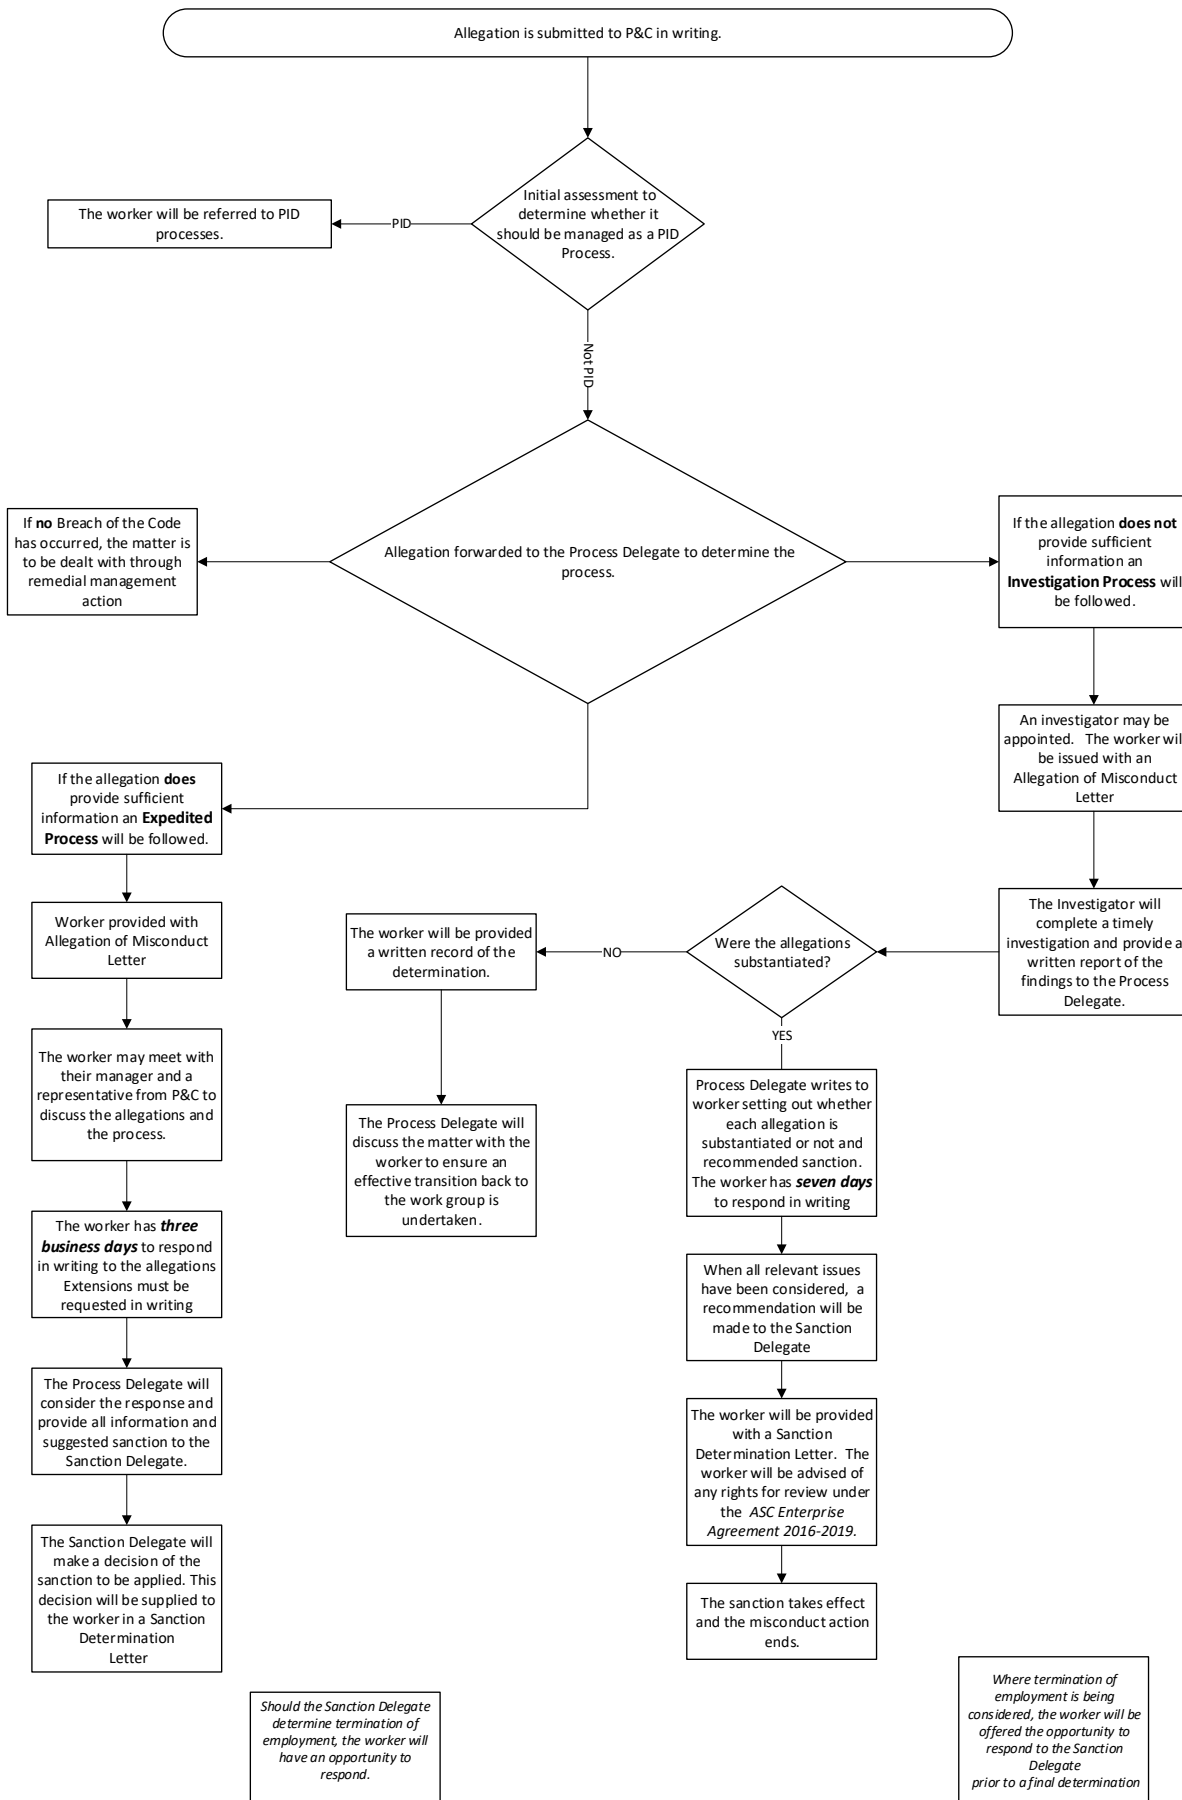 Allegation is submitted to P&C in writing.
Initial assessment to
determine whether it
should be managed as a PID
Process.
PID
The worker will be referred to PID
processes.
Not PID
Allegation forwarded to the Process Delegate to determine the
process.
If no Breach of the Code
has occurred, the matter is
to be dealt with through
remedial management
action
If the allegation does not
provide sufficient
information an
Investigation Process will
be followed.
An investigator may be
appointed. The worker will
be issued with an
Allegation of Misconduct
Letter
If the allegation does
provide sufficient
information an Expedited
Process will be followed.
Worker provided with
Allegation of Misconduct
Letter
The worker may meet with
their manager and a
representative from P&C to
discuss the allegations and
the process.
The worker has three
business days to respond
in writing to the allegations
Extensions must be
requested in writing
The Process Delegate will
consider the response and
provide all information and
suggested sanction to the
Sanction Delegate.
The Sanction Delegate will
make a decision of the
sanction to be applied. This
decision will be supplied to
the worker in a Sanction
Determination
Letter
The Investigator will
complete a timely
investigation and provide a
written report of the
findings to the Process
Delegate.
Were the allegations
substantiated?
NO
The worker will be provided
a written record of the
determination.
The Process Delegate will
discuss the matter with the
worker to ensure an
effective transition back to
the work group is
undertaken.
YES
Process Delegate writes to
worker setting out whether
each allegation is
substantiated or not and
recommended sanction.
The worker has seven days
to respond in writing
When all relevant issues
have been considered, a
recommendation will be
made to the Sanction
Delegate
The worker will be provided
with a Sanction
Determination Letter. The
worker will be advised of
any rights for review under
the ASC Enterprise
Agreement 2016-2019.
The sanction takes effect
and the misconduct action
ends.
Should the Sanction Delegate
determine termination of
employment, the worker will
have an opportunity to
respond.
Where termination of
employment is being
considered, the worker will be
offered the opportunity to
respond to the Sanction
Delegate
prior to a final determination